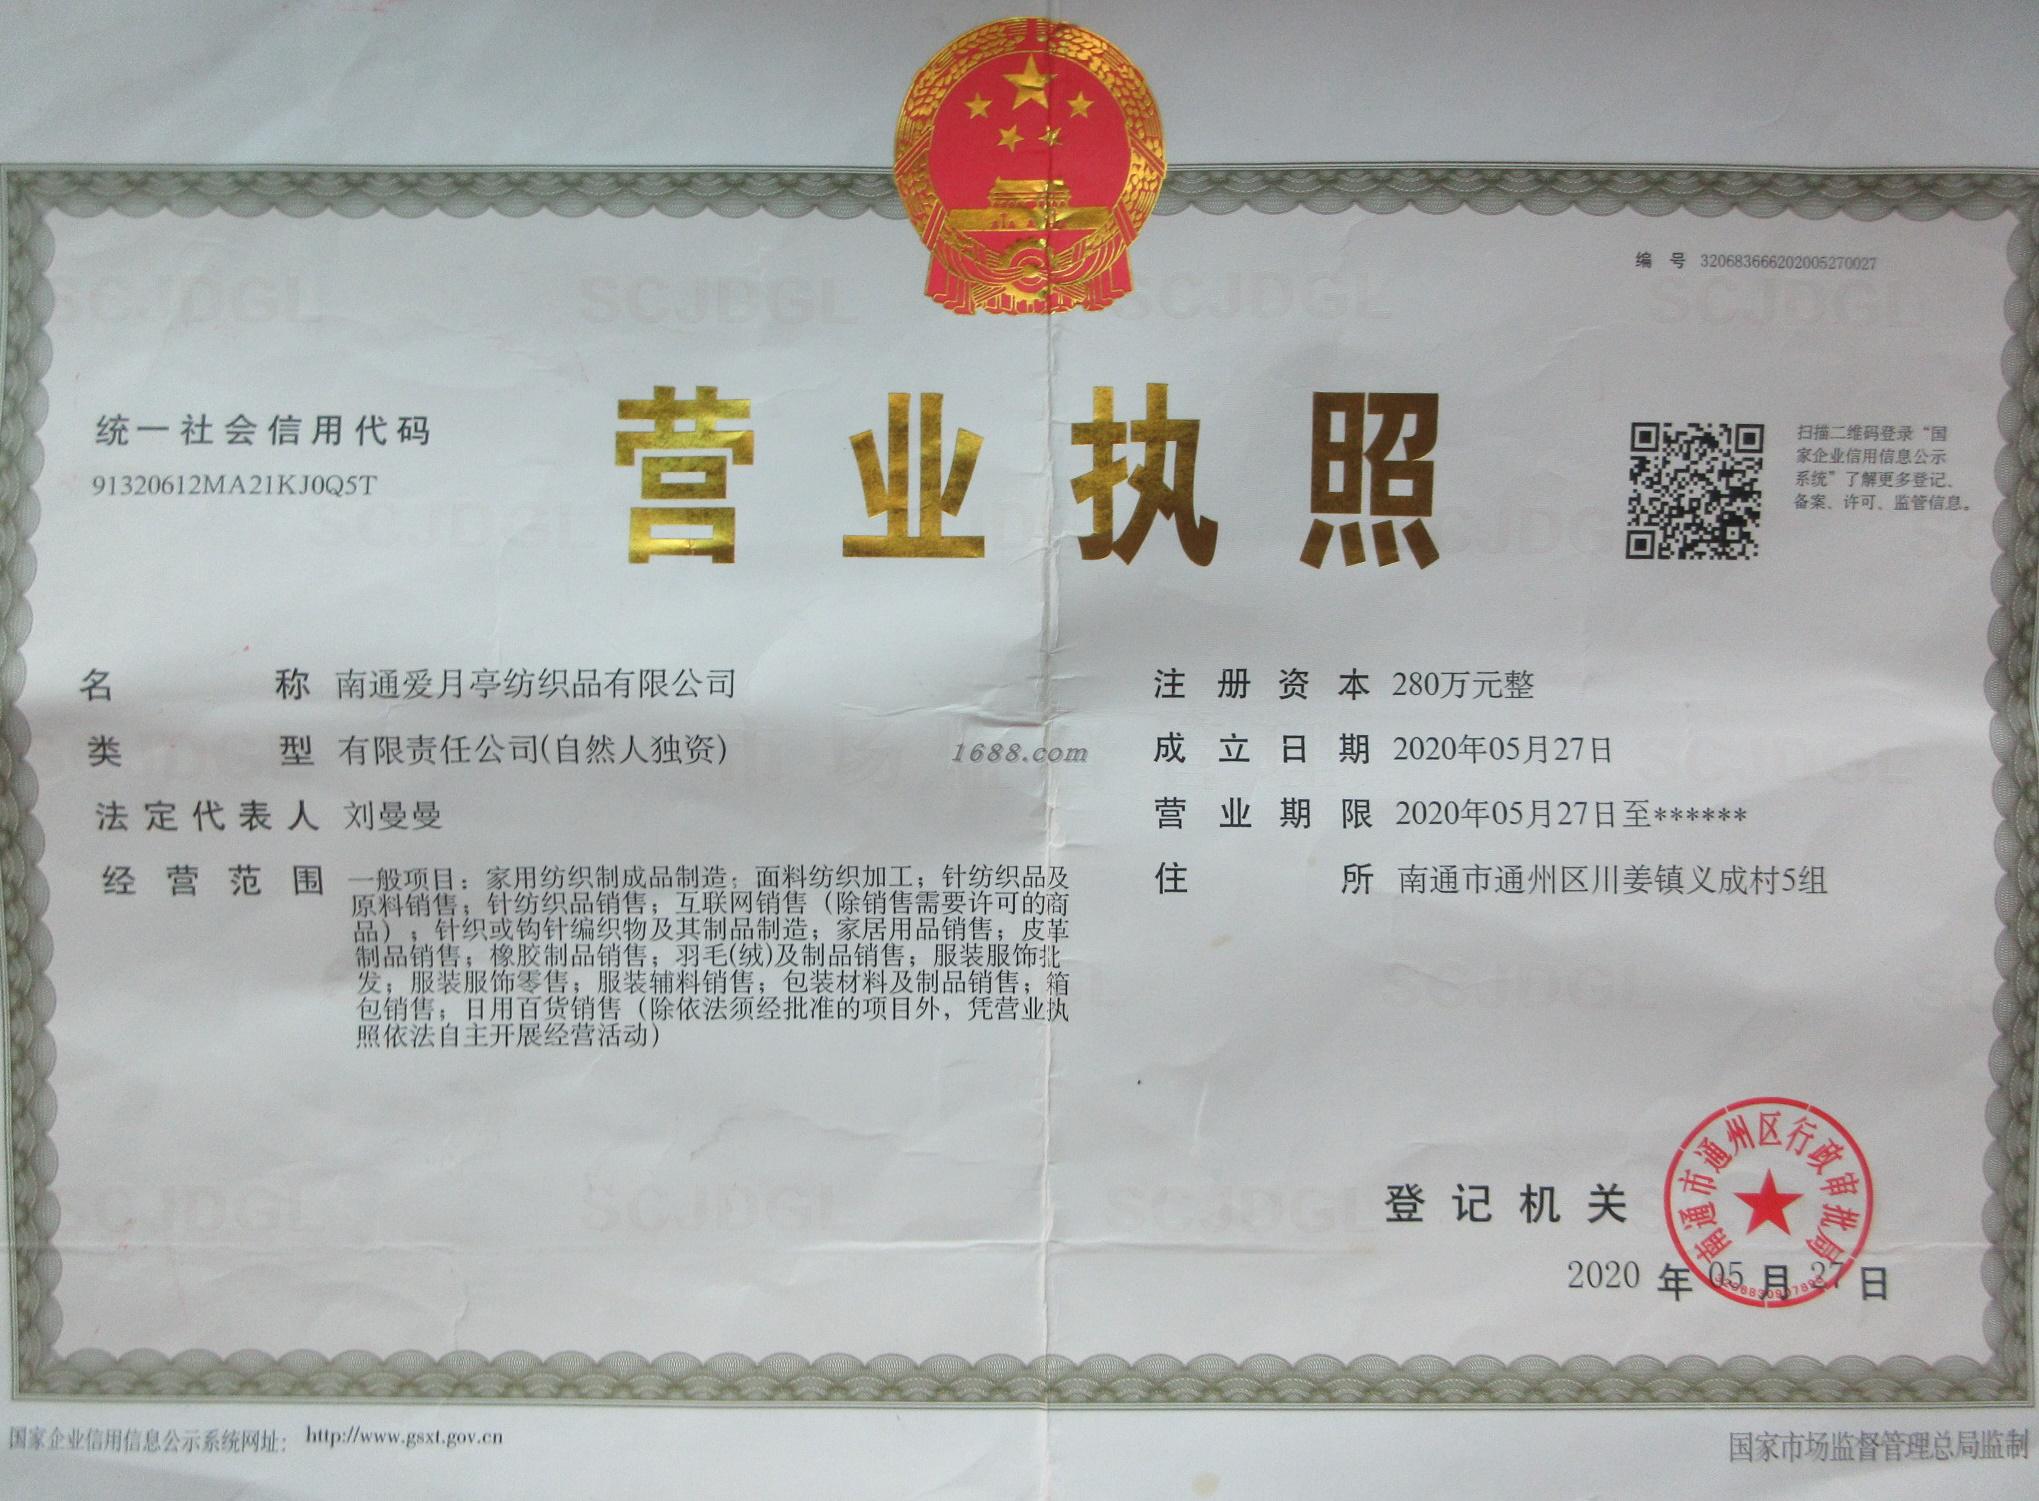 编 号 320683666202005270027
营业执照
统一社会信用代码
91320612MA21KJ0Q5T
扫描二维码登录“国
家企业信用信息公示
系统”了解更多登记、
备案、许可、监管信息。
名 称 南通爱月亭纺织品有限公司
类 型 有限责任公司(自然人独资)
法定代表人 刘曼曼
经营范围 一般项目：家用纺织制成品制造；面料纺织加工；针纺织品及
原料销售；针纺织品销售；互联网销售（除销售需要许可的商
品）；针织或钩针编织物及其制品制造；家居用品销售；皮革
制品销售；橡胶制品销售；羽毛(绒)及制品销售；服装服饰批
发；服装服饰零售；服装辅料销售；包装材料及制品销售；箱
包销售；日用百货销售（除依法须经批准的项目外，凭营业执
照依法自主开展经营活动）
注册资本 280万元整
成立日期 2020年05月27日
营业期限 2020年05月27日至******
住 所 南通市通州区川姜镇义成村5组
1688.com
登记机关
南通市通州区行政审批局
2020 年 05 月 27 日
国家企业信用信息公示系统网址： http://www.gsxt.gov.cn
国家市场监督管理总局监制
SCJDGL